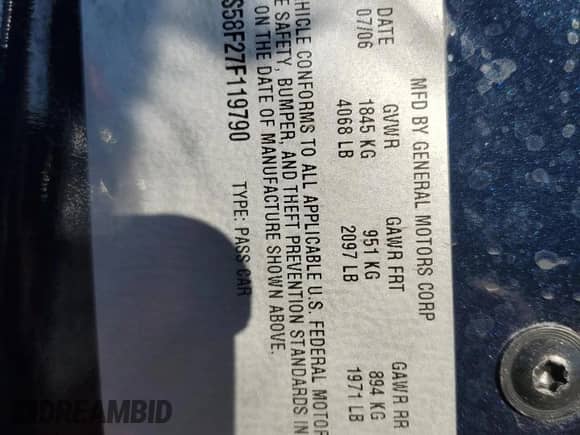 MFD BY GENERAL MOTORS CORP
DATE GVWR GAWR FRT GAWR RR
07/06 1845 KG 951 KG 894 KG
4068 LB 2097 LB 1971 LB
HICLE CONFORMS TO ALL APPLICABLE U.S. FEDERAL MOTOR
E SAFETY, BUMPER, AND THEFT PREVENTION STANDARDS IN
ON THE DATE OF MANUFACTURE SHOWN ABOVE.
S58F27F119790 TYPE: PASS CAR
DREAMBID